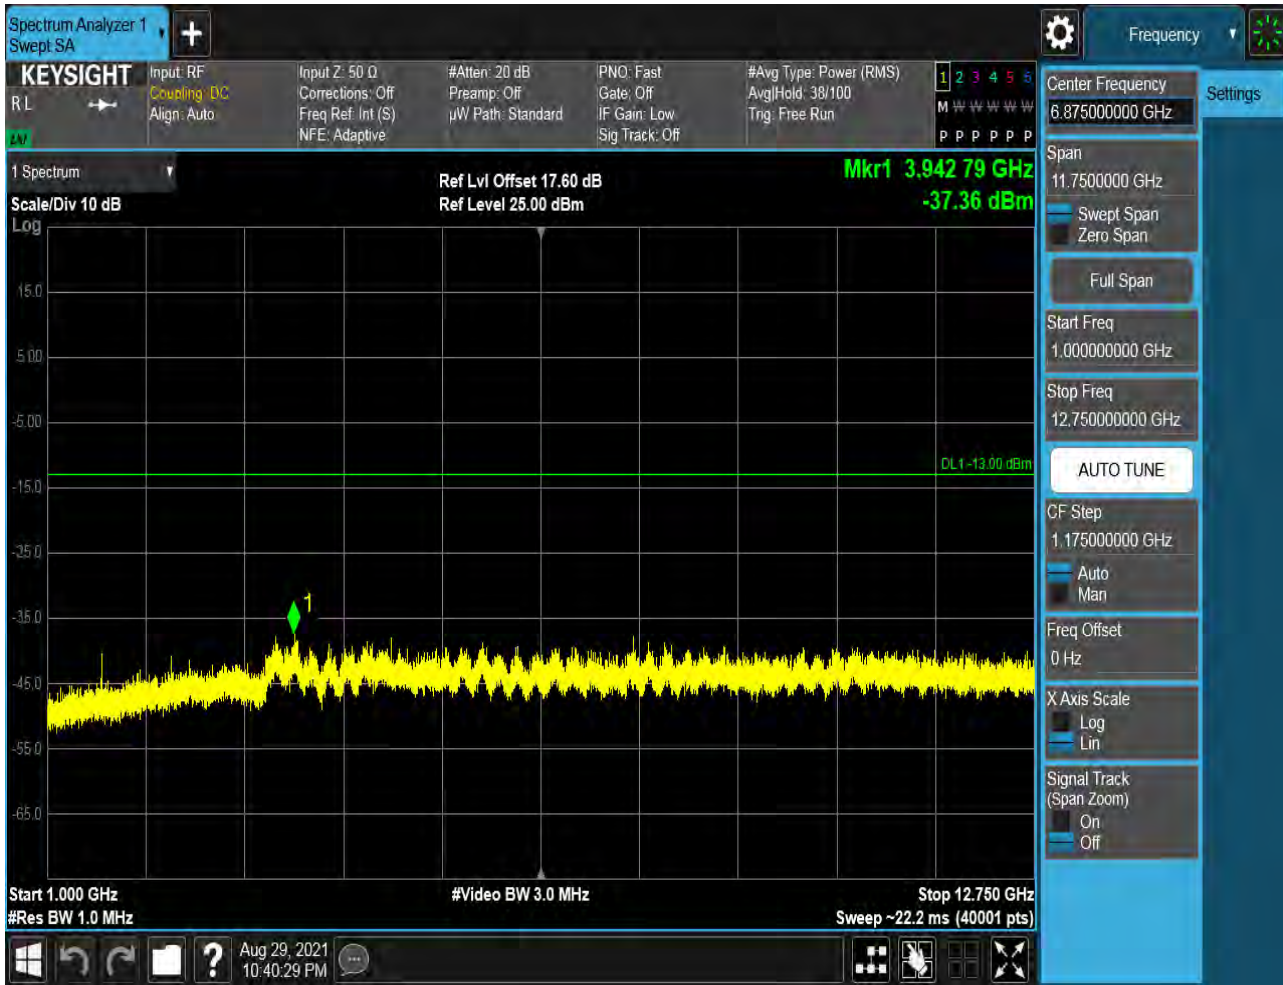 Spectrum Analyzer 1
Swept SA
Frequency
KEYSIGHT
R L
Input: RF
Coupling: DC
Align: Auto
Input Z: 50 Ω
Corrections: Off
Freq Ref: Int (S)
NFE: Adaptive
#Atten: 20 dB
Preamp: Off
µW Path: Standard
PNO: Fast
Gate: Off
IF Gain: Low
Sig Track: Off
#Avg Type: Power (RMS)
Avg|Hold: 38/100
Trig: Free Run
1 2 3 4 5 6
M W W W W W
P P P P P P
1 Spectrum
Scale/Div 10 dB
Log
Ref Lvl Offset 17.60 dB
Ref Level 25.00 dBm
Mkr1 3.942 79 GHz
-37.36 dBm
15.0
5.00
-5.00
-15.0
-25.0
-35.0
-45.0
-55.0
-65.0
DL1 -13.00 dBm
1
Start 1.000 GHz
#Res BW 1.0 MHz
#Video BW 3.0 MHz
Stop 12.750 GHz
Sweep ~22.2 ms (40001 pts)
Center Frequency
6.875000000 GHz
Settings
Span
11.7500000 GHz
Swept Span
Zero Span
Full Span
Start Freq
1.000000000 GHz
Stop Freq
12.750000000 GHz
AUTO TUNE
CF Step
1.175000000 GHz
Auto
Man
Freq Offset
0 Hz
X Axis Scale
Log
Lin
Signal Track
(Span Zoom)
On
Off
?
Aug 29, 2021
10:40:29 PM